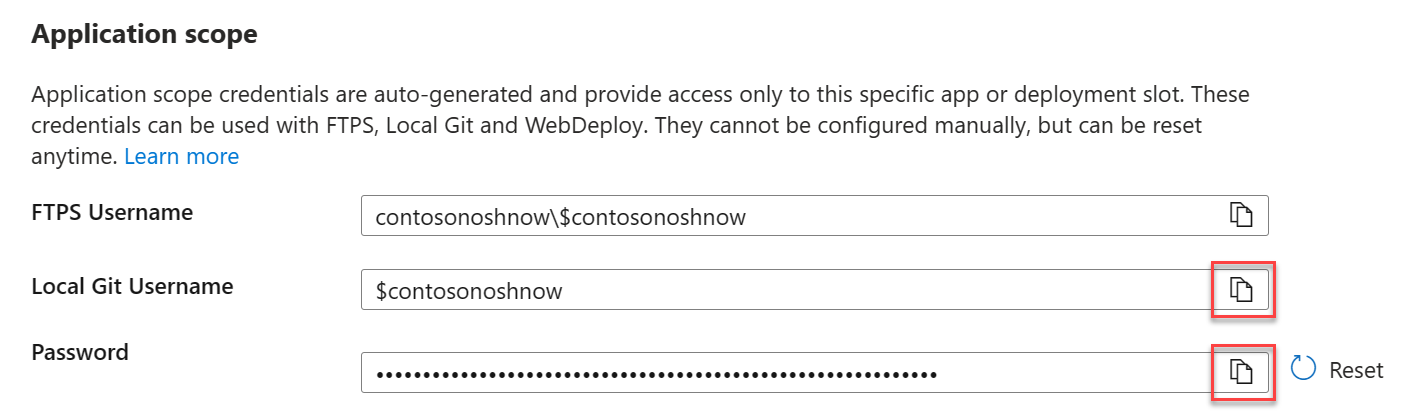 Application scope
Application scope credentials are auto-generated and provide access only to this specific app or deployment slot. These
credentials can be used with FTPS, Local Git and WebDeploy. They cannot be configured manually, but can be reset
anytime. Learn more
FTPS Username
contosonoshnow\$contosonoshnow
Local Git Username
$contosonoshnow
Password
••••••••••••••••••••••••••••••••••••••••••••••••••••••••••••
Reset